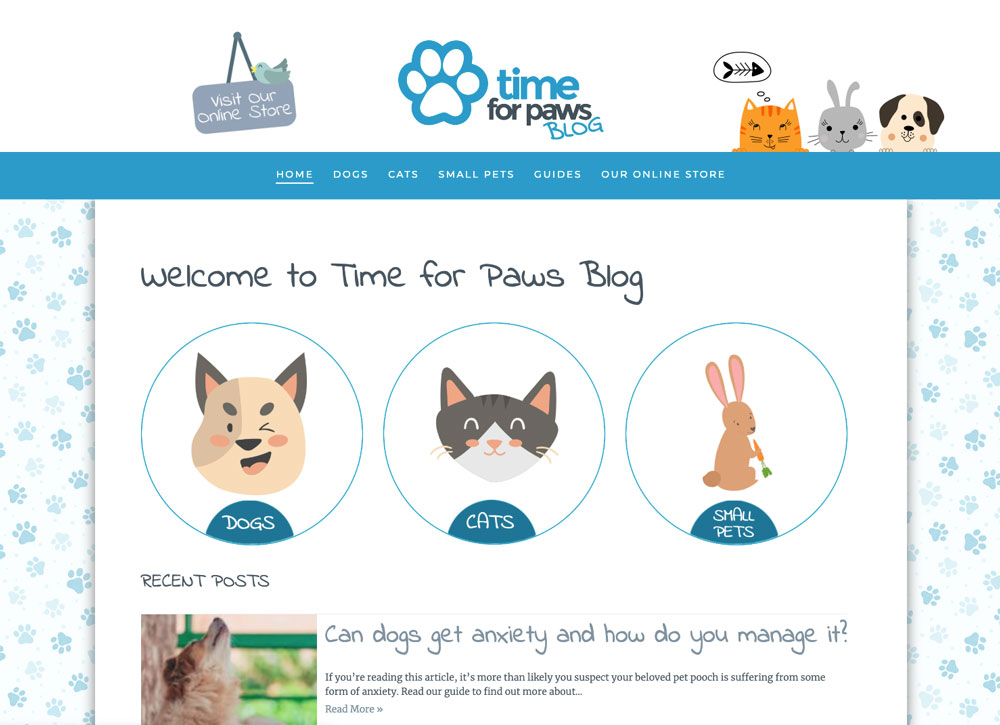 Visit Our
Online Store
time
for paws
BLOG
HOME DOGS CATS SMALL PETS GUIDES OUR ONLINE STORE
Welcome to Time for Paws Blog
DOGS
CATS
SMALL
PETS
RECENT POSTS
Can dogs get anxiety and how do you manage it?
If you’re reading this article, it’s more than likely you suspect your beloved pet pooch is suffering from some
form of anxiety. Read our guide to find out more about...
Read More »